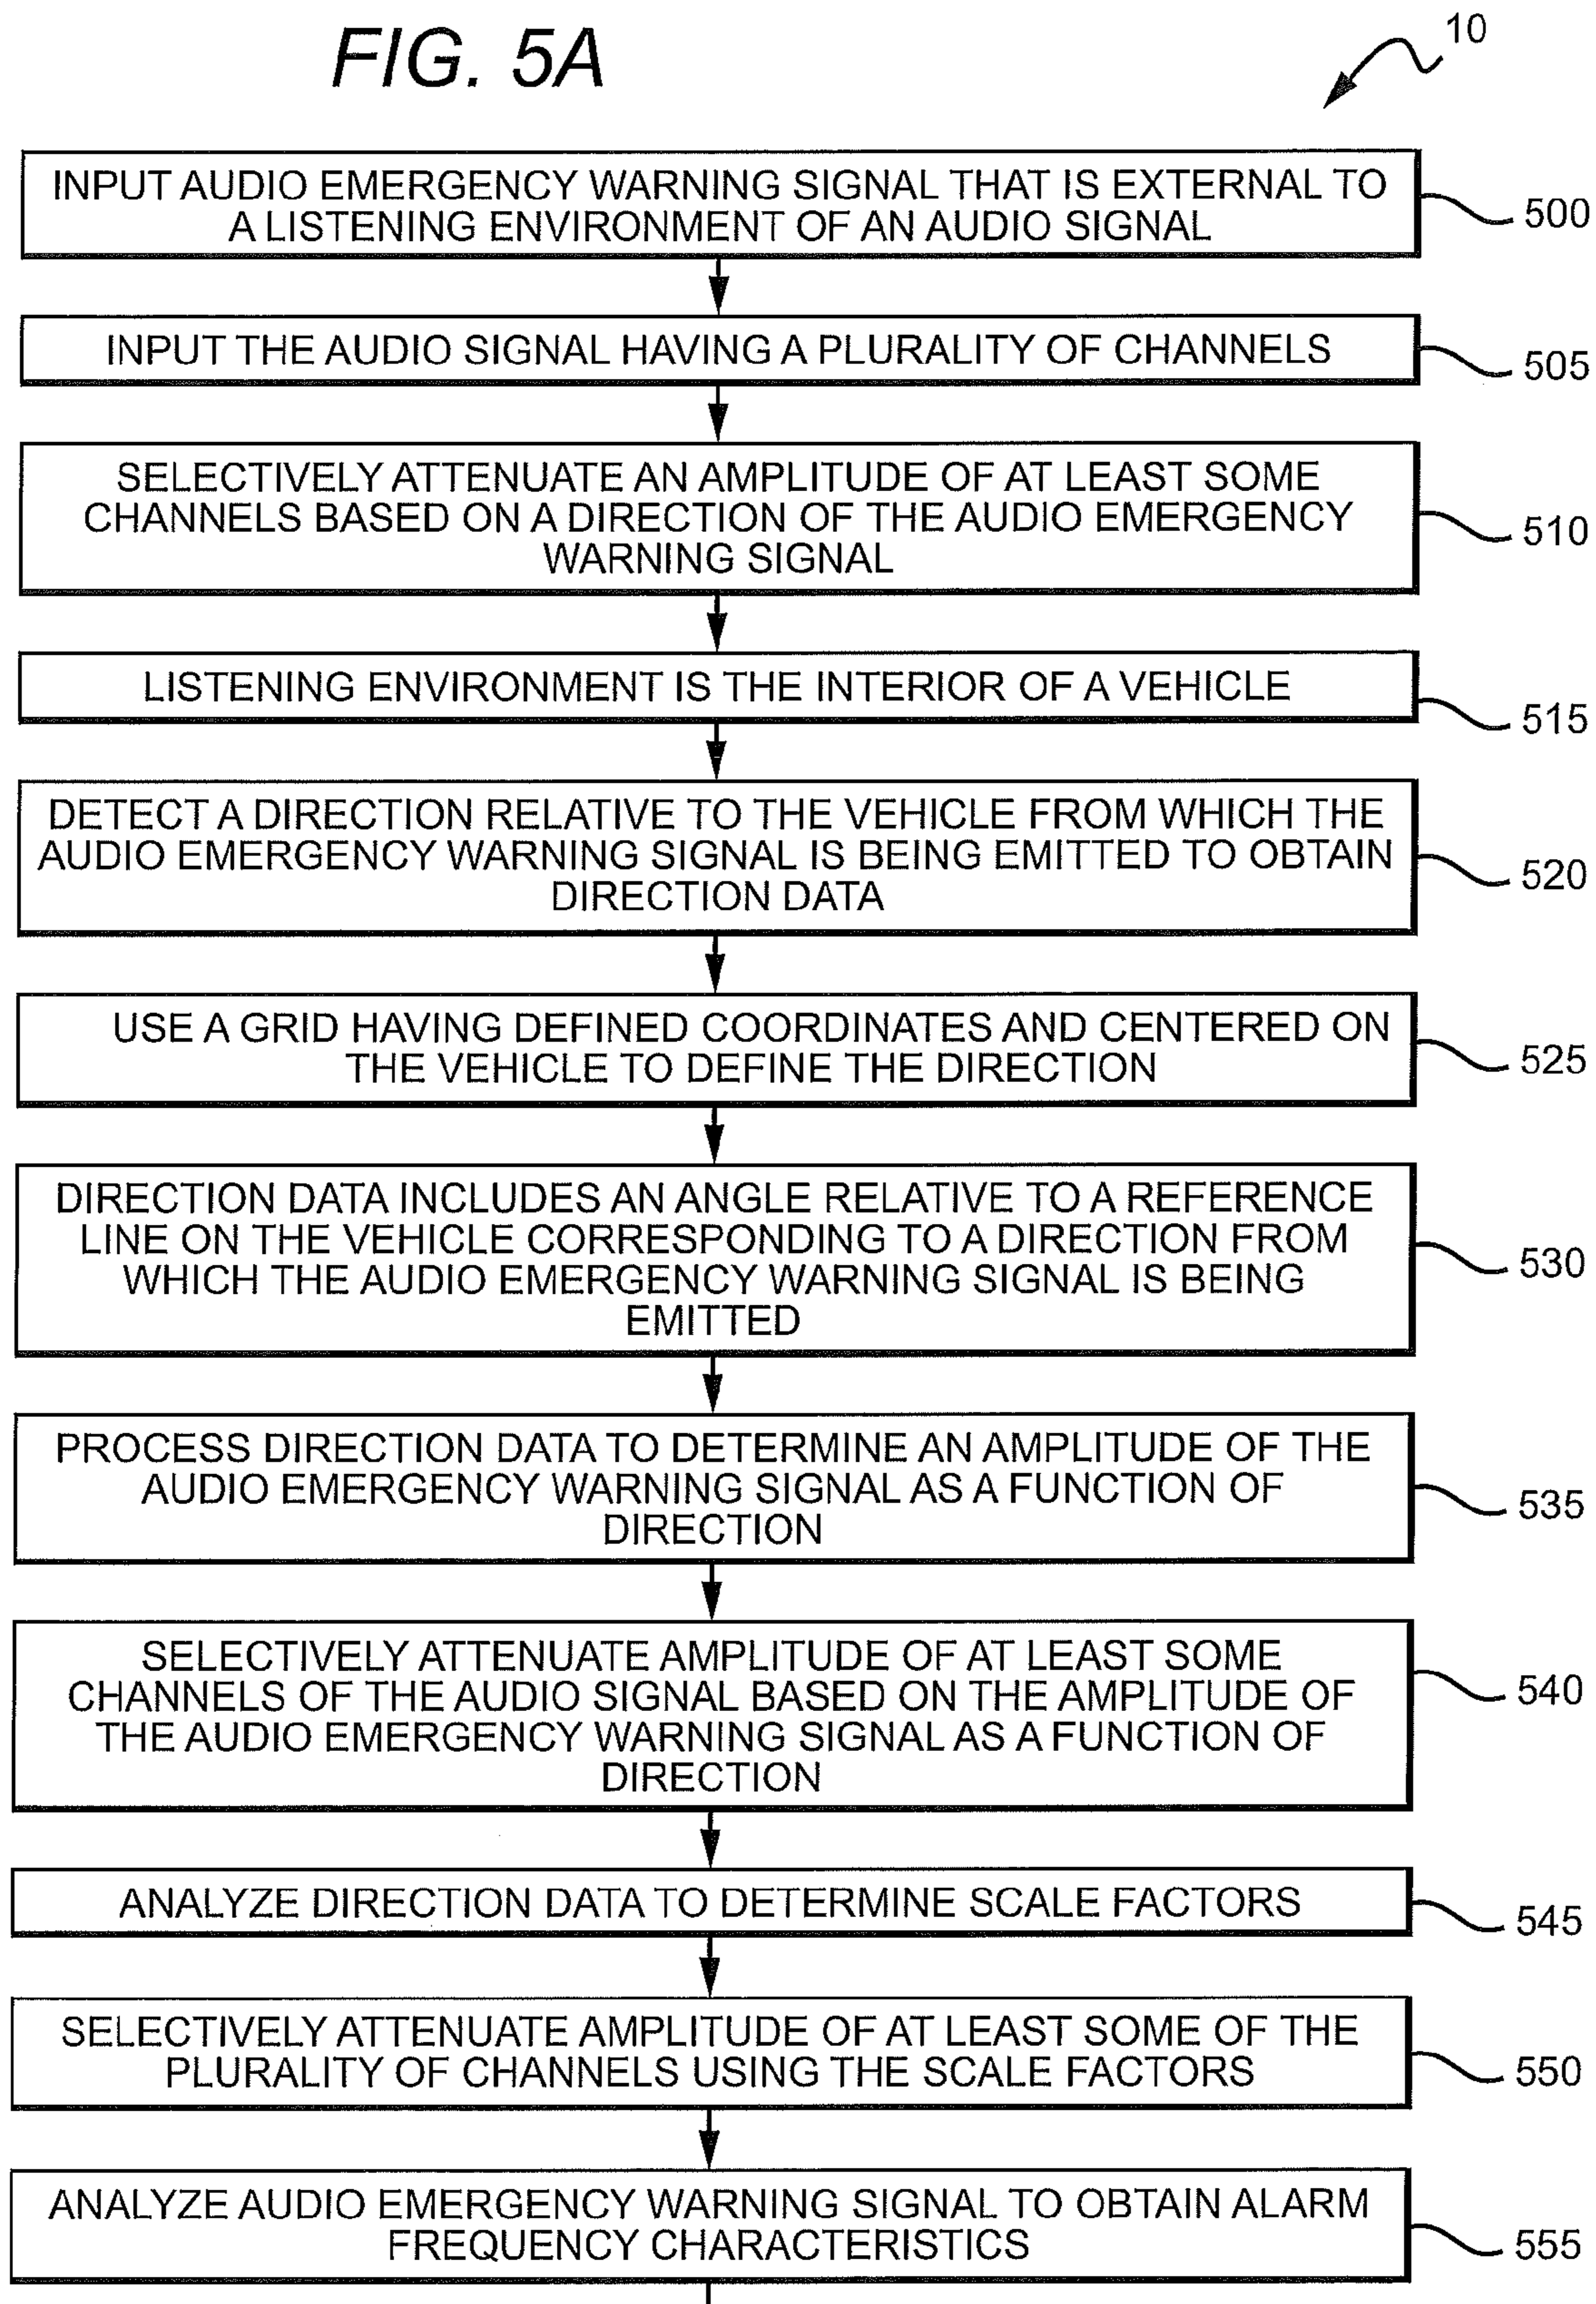 FIG. 5A
10
INPUT AUDIO EMERGENCY WARNING SIGNAL THAT IS EXTERNAL TO
A LISTENING ENVIRONMENT OF AN AUDIO SIGNAL
500
INPUT THE AUDIO SIGNAL HAVING A PLURALITY OF CHANNELS
505
SELECTIVELY ATTENUATE AN AMPLITUDE OF AT LEAST SOME
CHANNELS BASED ON A DIRECTION OF THE AUDIO EMERGENCY
WARNING SIGNAL
510
LISTENING ENVIRONMENT IS THE INTERIOR OF A VEHICLE
515
DETECT A DIRECTION RELATIVE TO THE VEHICLE FROM WHICH THE
AUDIO EMERGENCY WARNING SIGNAL IS BEING EMITTED TO OBTAIN
DIRECTION DATA
520
USE A GRID HAVING DEFINED COORDINATES AND CENTERED ON
THE VEHICLE TO DEFINE THE DIRECTION
525
DIRECTION DATA INCLUDES AN ANGLE RELATIVE TO A REFERENCE
LINE ON THE VEHICLE CORRESPONDING TO A DIRECTION FROM
WHICH THE AUDIO EMERGENCY WARNING SIGNAL IS BEING
EMITTED
530
PROCESS DIRECTION DATA TO DETERMINE AN AMPLITUDE OF THE
AUDIO EMERGENCY WARNING SIGNAL AS A FUNCTION OF
DIRECTION
535
SELECTIVELY ATTENUATE AMPLITUDE OF AT LEAST SOME
CHANNELS OF THE AUDIO SIGNAL BASED ON THE AMPLITUDE OF
THE AUDIO EMERGENCY WARNING SIGNAL AS A FUNCTION OF
DIRECTION
540
ANALYZE DIRECTION DATA TO DETERMINE SCALE FACTORS
545
SELECTIVELY ATTENUATE AMPLITUDE OF AT LEAST SOME OF THE
PLURALITY OF CHANNELS USING THE SCALE FACTORS
550
ANALYZE AUDIO EMERGENCY WARNING SIGNAL TO OBTAIN ALARM
FREQUENCY CHARACTERISTICS
555